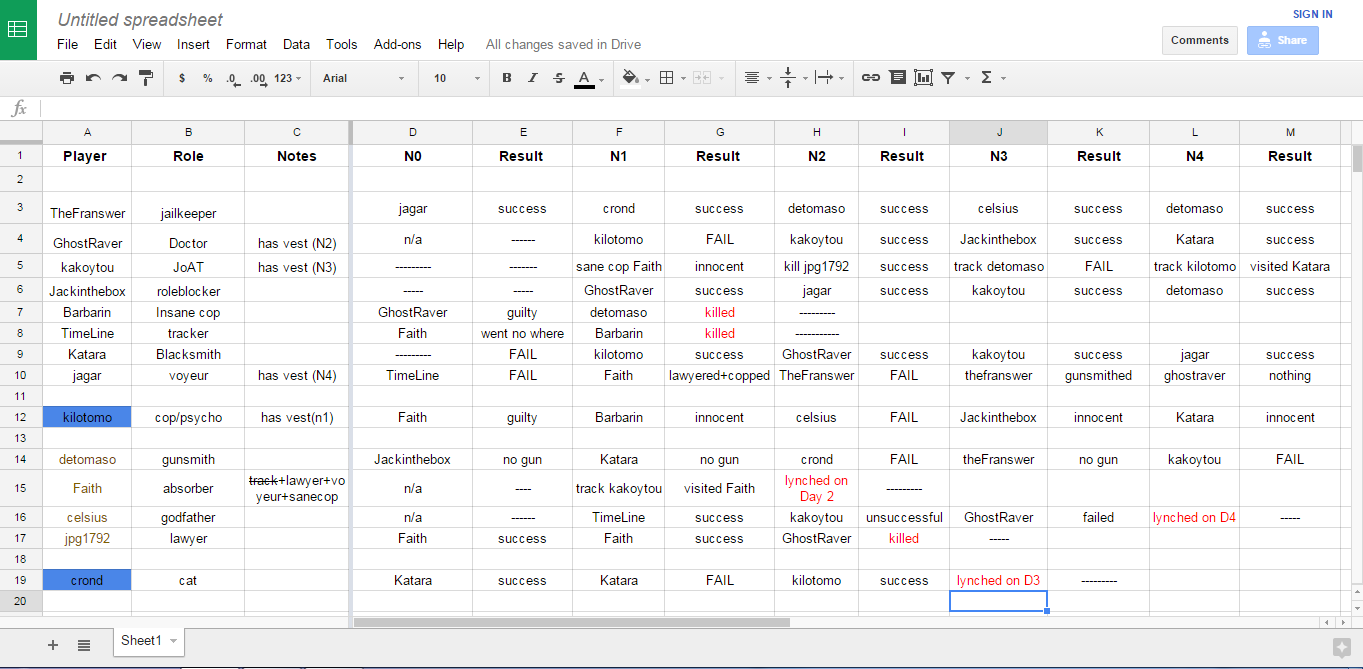 Untitled spreadsheet
SIGN IN
File Edit View Insert Format Data Tools Add-ons Help All changes saved in Drive
Comments Share
$ % .0 .00 123 Arial 10 B I S A Σ
fx
A B C D E F G H I J K L M
1 Player Role Notes N0 Result N1 Result N2 Result N3 Result N4 Result
2
3 TheFranswer jailkeeper jagar success crond success detomaso success celsius success detomaso success
4 GhostRaver Doctor has vest (N2) n/a ------ kilotomo FAIL kakoytou success Jackinthebox success Katara success
5 kakoytou JoAT has vest (N3) --------- ------- sane cop Faith innocent kill jpg1792 success track detomaso FAIL track kilotomo visited Katara
6 Jackinthebox roleblocker ----- ----- GhostRaver success jagar success kakoytou success detomaso success
7 Barbarin Insane cop GhostRaver guilty detomaso killed ---------
8 TimeLine tracker Faith went no where Barbarin killed -----------
9 Katara Blacksmith --------- FAIL kilotomo success GhostRaver success kakoytou success jagar success
10 jagar voyeur has vest (N4) TimeLine FAIL Faith lawyered+copped TheFranswer FAIL thefranswer gunsmithed ghostraver nothing
11
12 kilotomo cop/psycho has vest(n1) Faith guilty Barbarin innocent celsius FAIL Jackinthebox innocent Katara innocent
13
14 detomaso gunsmith Jackinthebox no gun Katara no gun crond FAIL theFranswer no gun kakoytou FAIL
15 Faith absorber track+lawyer+vo
yeur+sanecop n/a ---- track kakoytou visited Faith lynched on
Day 2 ---------
16 celsius godfather n/a ------ TimeLine success kakoytou unsuccessful GhostRaver failed lynched on D4 -----
17 jpg1792 lawyer Faith success Faith success GhostRaver killed -----
18
19 crond cat Katara success Katara FAIL kilotomo success lynched on D3 ---------
20
Sheet1